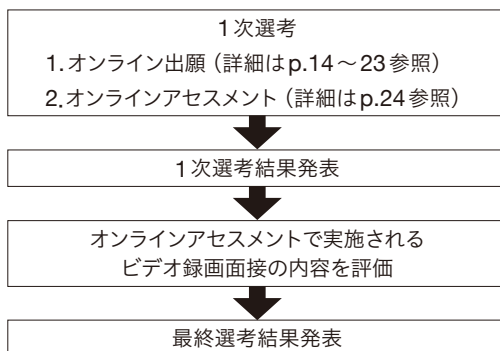 1次選考
1.オンライン出願(詳細はp.14～23参照)
2.オンラインアセスメント(詳細はp.24参照)
1次選考結果発表
オンラインアセスメントで実施される
ビデオ録画面接の内容を評価
最終選考結果発表